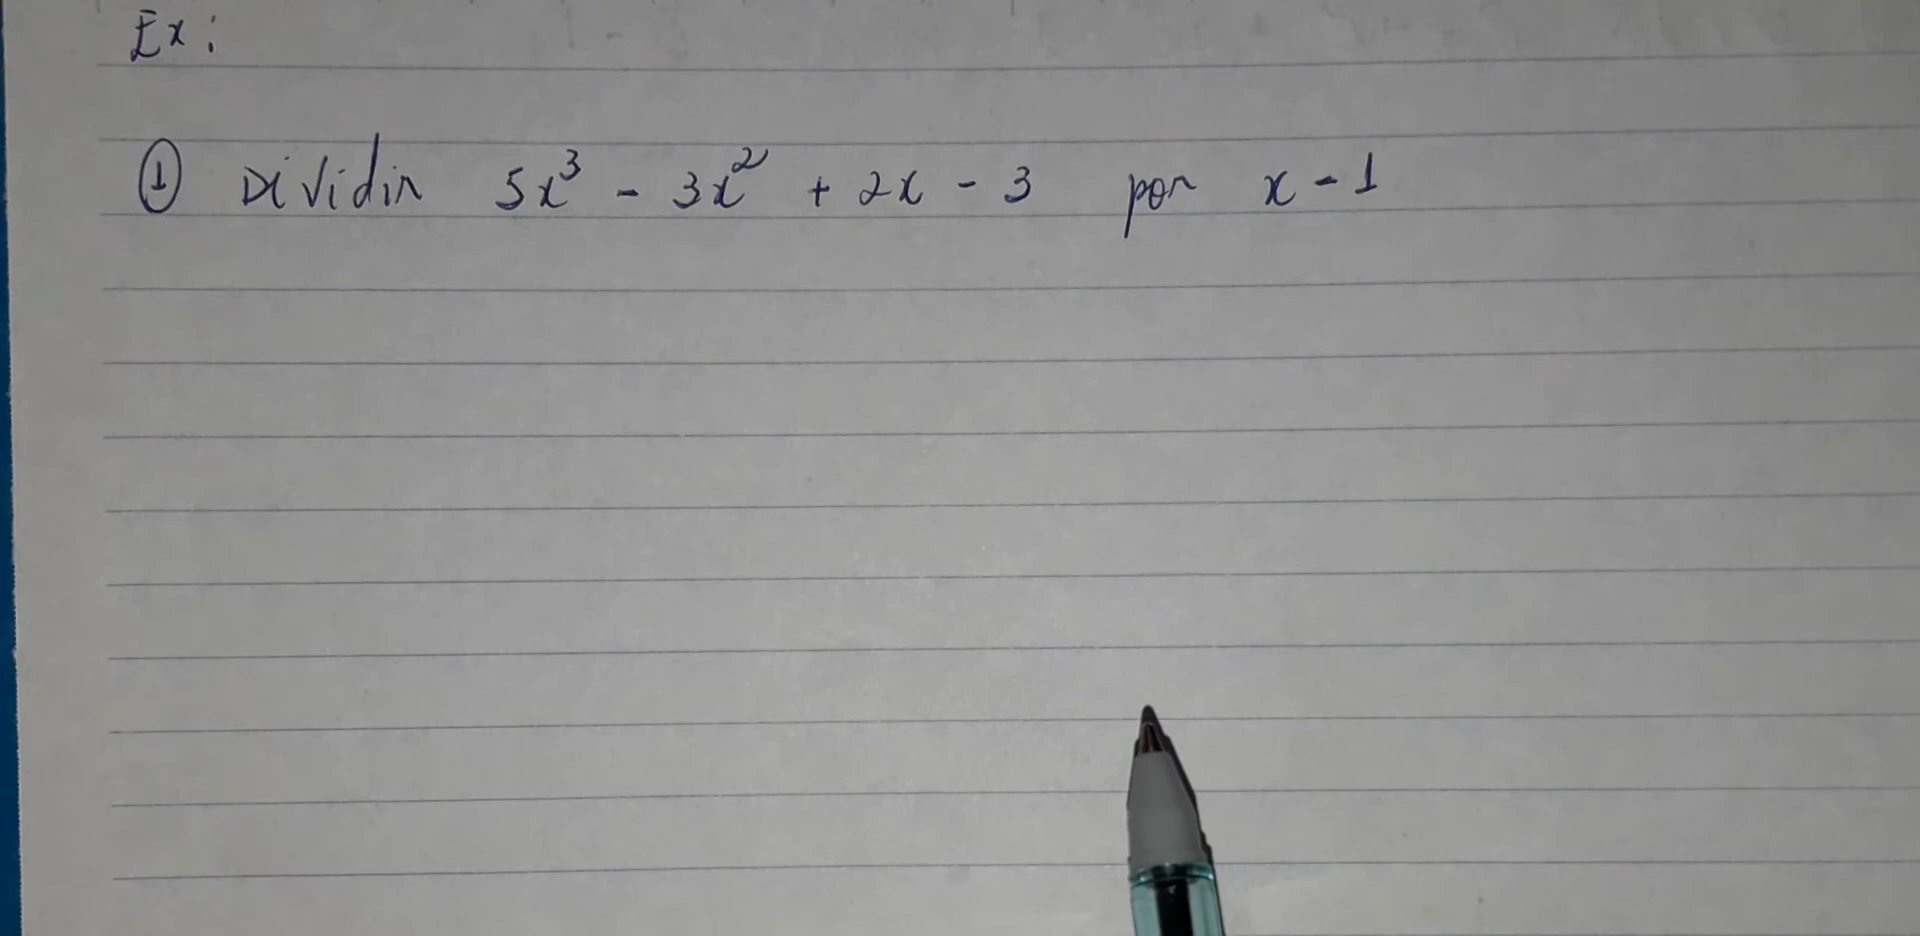 Ex:
① Dividir 5x³ - 3x² + 2x - 3 por x - 1